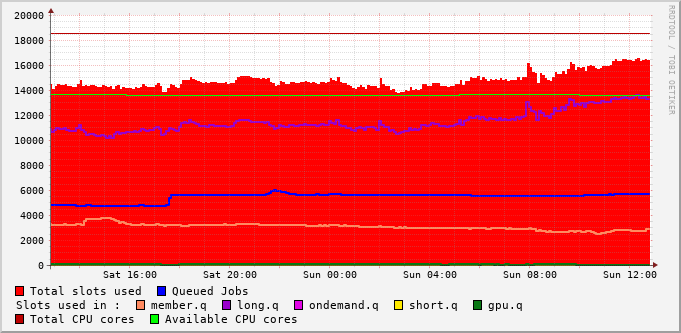 20000
18000
16000
14000
12000
10000
8000
6000
4000
2000
0
Sat 16:00 Sat 20:00 Sun 00:00 Sun 04:00 Sun 08:00 Sun 12:00
Total slots used Queued Jobs
Slots used in : member.q long.q ondemand.q short.q gpu.q
Total CPU cores Available CPU cores
RRDTOOL / TOBI OETIKER